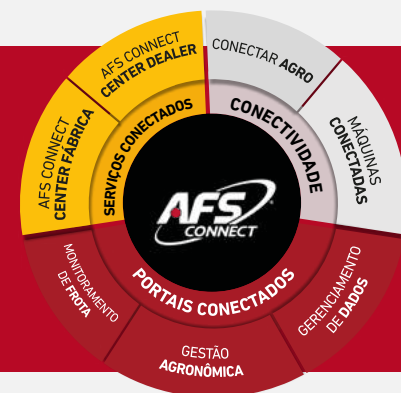 AFS CONNECT
CENTER DEALER
CONECTAR AGRO
AFS CONNECT
CENTER FÁBRICA
SERVIÇOS CONECTADOS
CONECTIVIDADE
MÁQUINAS
CONECTADAS
AFS
CONNECT
PORTAIS CONECTADOS
MONITORAMENTO
DE FROTA
GESTÃO
AGRONÔMICA
GERENCIAMENTO
DE DADOS